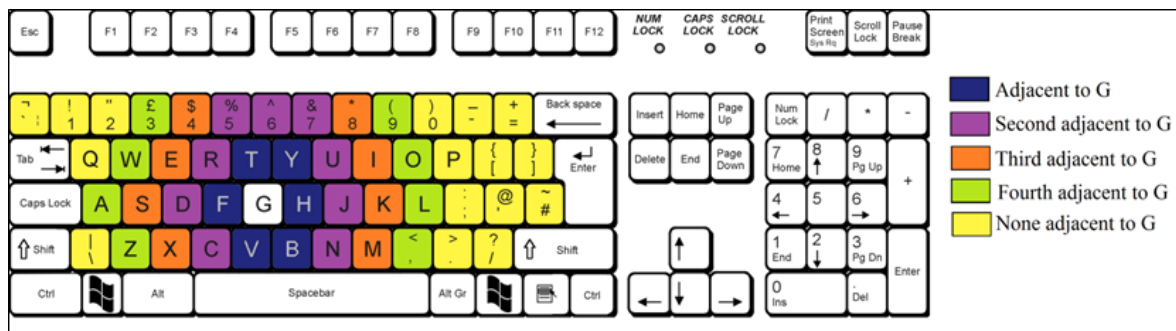 Esc F1 F2 F3 F4 F5 F6 F7 F8 F9 F10 F11 F12 NUM LOCK CAPS LOCK SCROLL LOCK Print Screen Sys Rq Scroll Lock Pause Break
¬ ` ¦ ! 1 " 2 £ 3 $ 4 % 5 ^ 6 & 7 * 8 ( 9 ) 0 – - + = Back space Insert Home Page Up Num Lock / * -
Tab Q W E R T Y U I O P { [ } ] Enter Delete End Page Down 7 Home 8 9 Pg Up +
Caps Lock A S D F G H J K L : ; @ ' ~ # 4 5 6
Shift | \ Z X C V B N M < , > . ? / Shift 1 End 2 3 Pg Dn Enter
Ctrl Alt Spacebar Alt Gr Ctrl 0 Ins . Del
Adjacent to G
Second adjacent to G
Third adjacent to G
Fourth adjacent to G
None adjacent to G